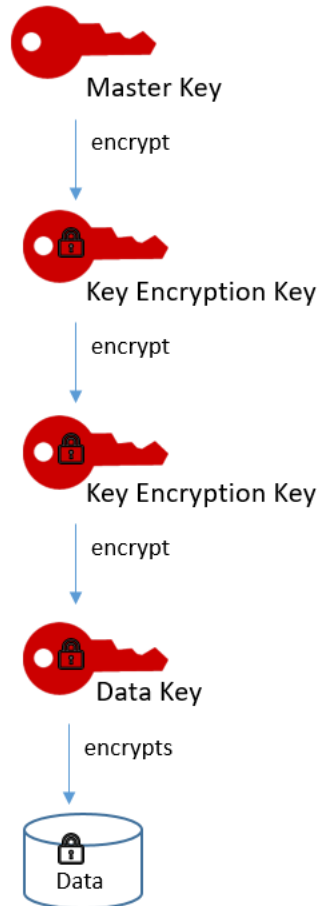 Master Key
encrypt
Key Encryption Key
encrypt
Key Encryption Key
encrypt
Data Key
encrypts
Data